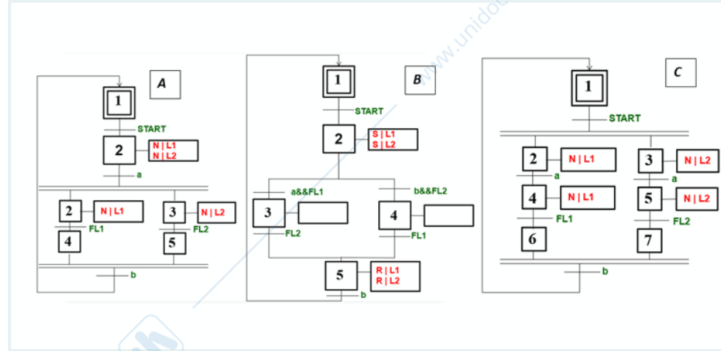 A
1
START
2
N | L1
N | L2
a
2
N | L1
3
N | L2
FL1
FL2
4
5
b
B
1
START
2
S | L1
S | L2
a&&FL1
b&&FL2
3
4
FL2
FL1
5
R | L1
R | L2
b
C
1
START
2
N | L1
3
N | L2
a
a
4
N | L1
5
N | L2
FL1
FL2
6
7
b